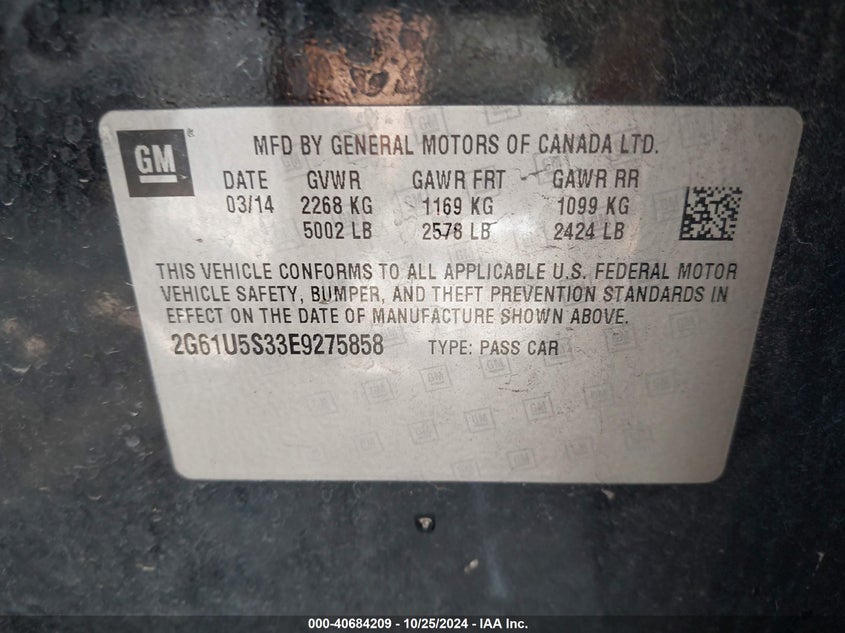 GM
MFD BY GENERAL MOTORS OF CANADA LTD.
DATE GVWR GAWR FRT GAWR RR
03/14 2268 KG 1169 KG 1099 KG
5002 LB 2578 LB 2424 LB
THIS VEHICLE CONFORMS TO ALL APPLICABLE U.S. FEDERAL MOTOR
VEHICLE SAFETY, BUMPER, AND THEFT PREVENTION STANDARDS IN
EFFECT ON THE DATE OF MANUFACTURE SHOWN ABOVE.
2G61U5S33E9275858 TYPE: PASS CAR
000-40684209 - 10/25/2024 - IAA Inc.